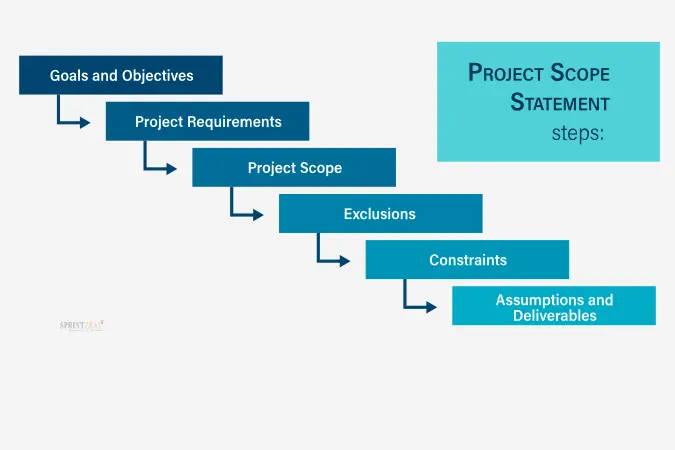 Project Scope
Statement
steps:
Goals and Objectives
Project Requirements
Project Scope
Exclusions
Constraints
Assumptions and
Deliverables
SPRINTZEAL